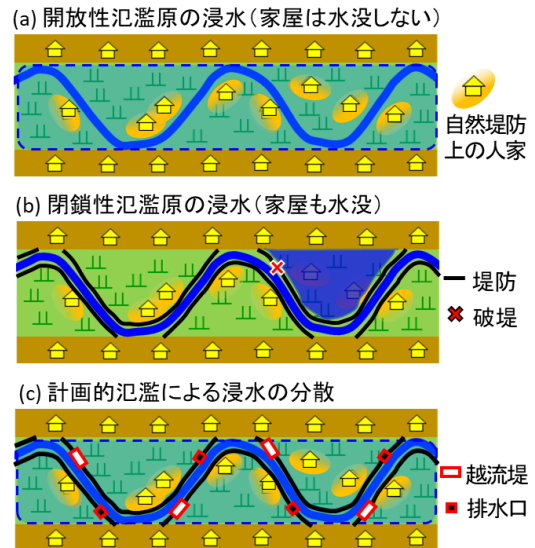 (a) 開放性氾濫原の浸水（家屋は水没しない）
自然堤防
上の人家
(b) 閉鎖性氾濫原の浸水（家屋も水没）
堤防
破堤
(c) 計画的氾濫による浸水の分散
越流堤
排水口